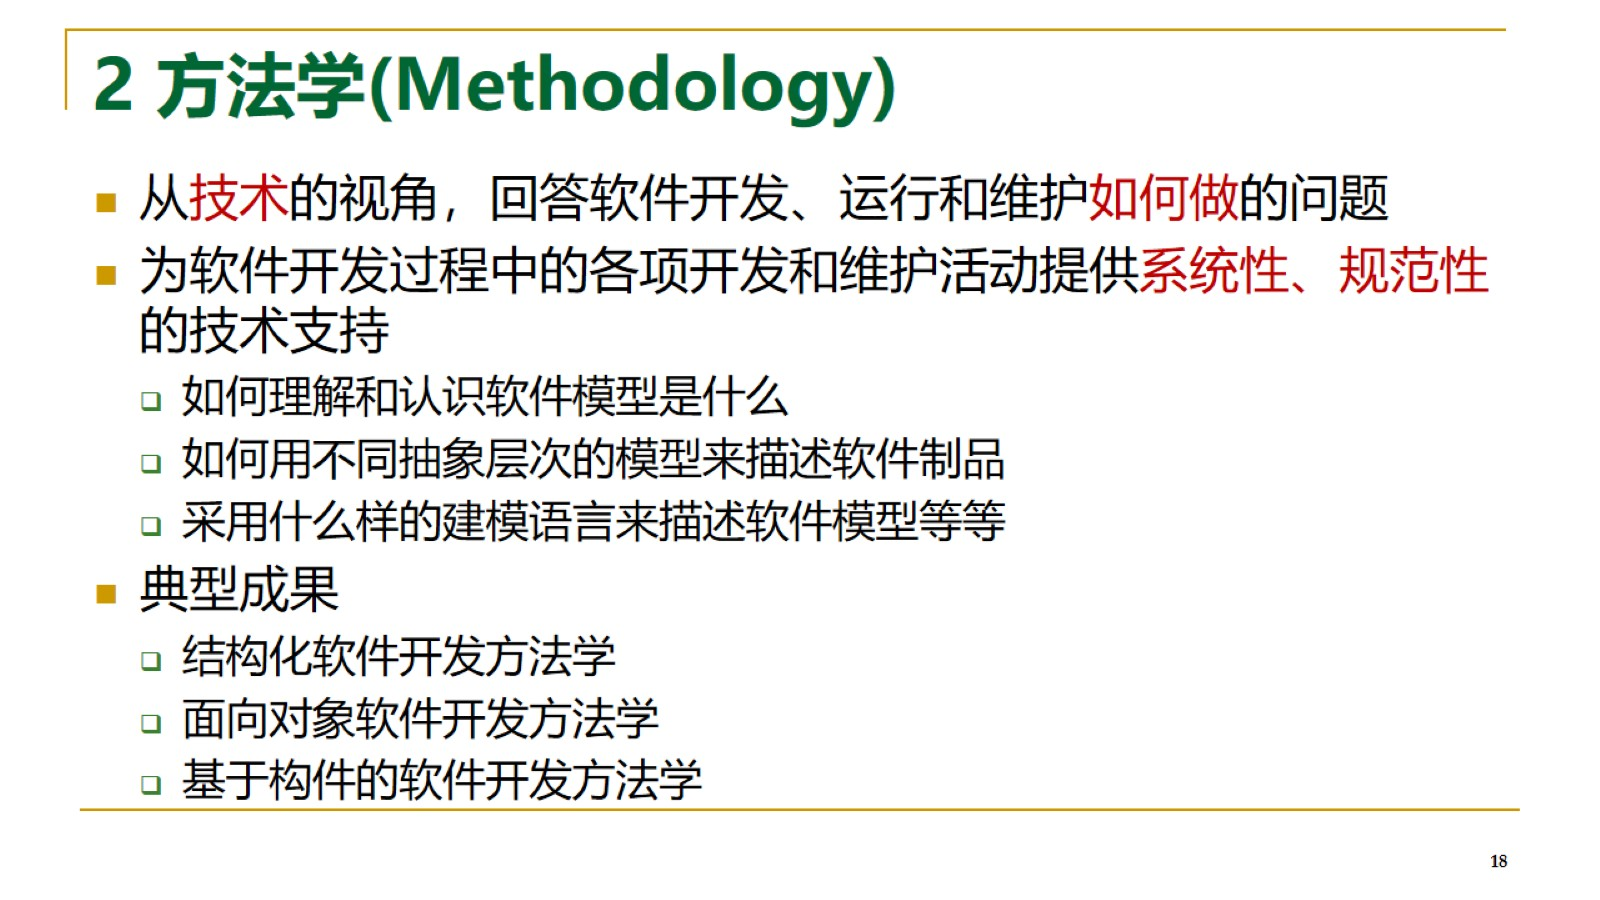 2 方法学(Methodology)
从技术的视角，回答软件开发、运行和维护如何做的问题
为软件开发过程中的各项开发和维护活动提供系统性、规范性
的技术支持
如何理解和认识软件模型是什么
如何用不同抽象层次的模型来描述软件制品
采用什么样的建模语言来描述软件模型等等
典型成果
结构化软件开发方法学
面向对象软件开发方法学
基于构件的软件开发方法学
18